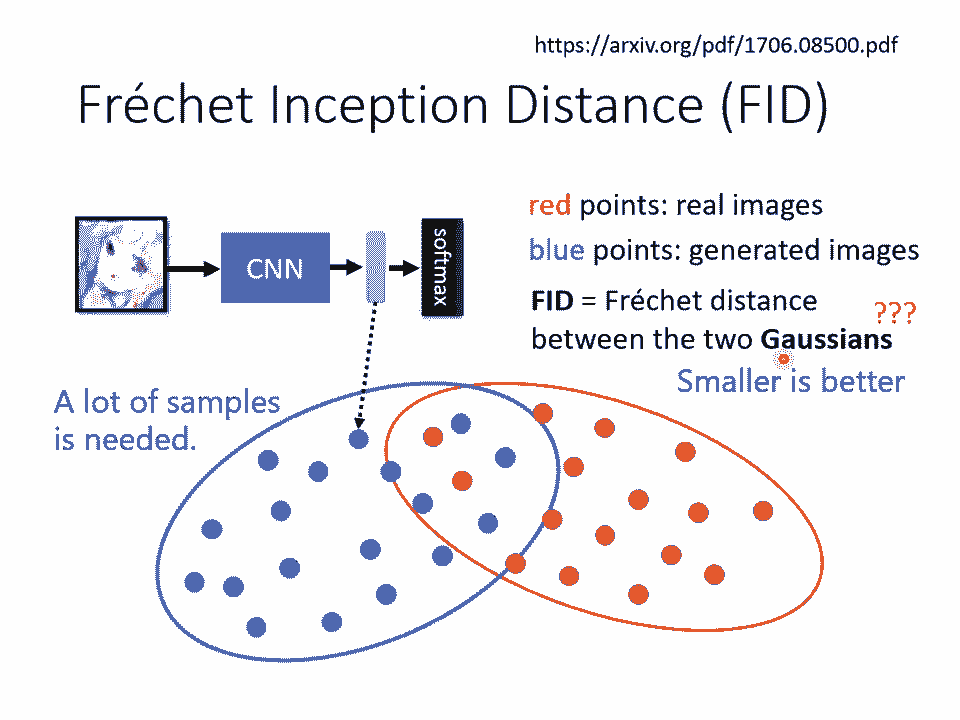 https://arxiv.org/pdf/1706.08500.pdf
Fréchet Inception Distance (FID)
CNN
softmax
red points: real images
blue points: generated images
FID = Fréchet distance
???
between the two Gaussians
Smaller is better
A lot of samples
is needed.